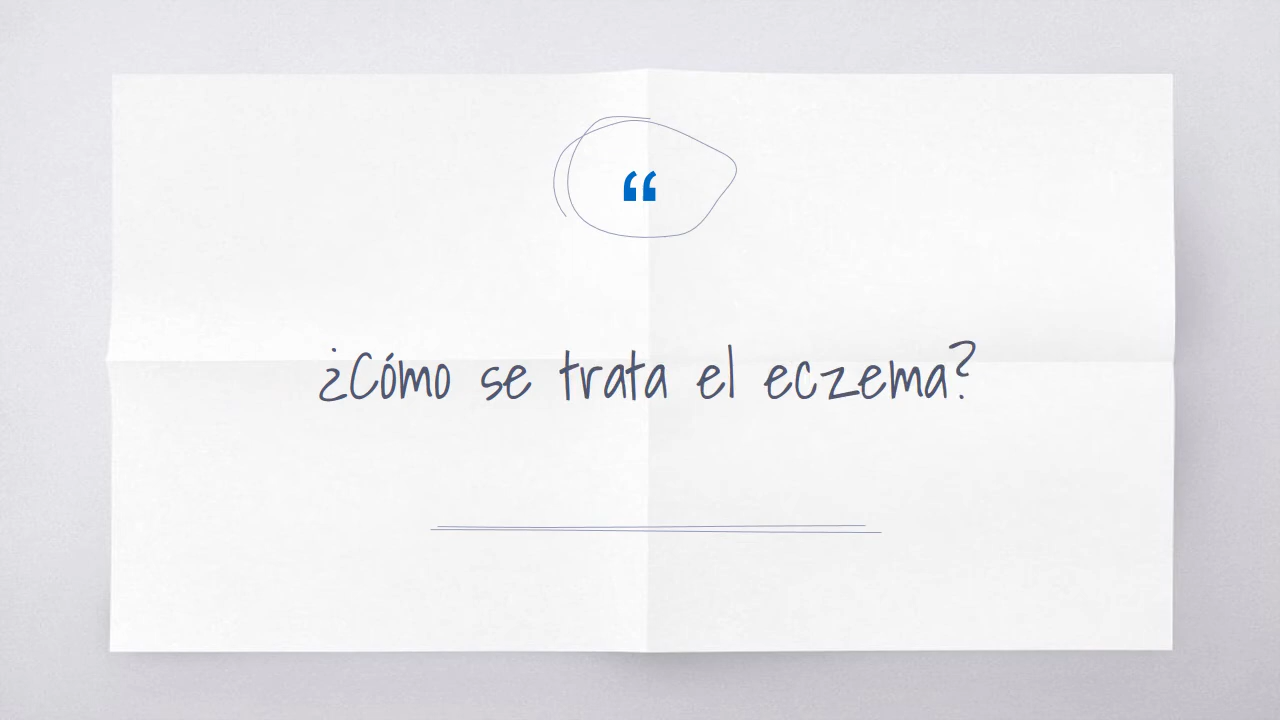 “
¿Cómo se trata el eczema?